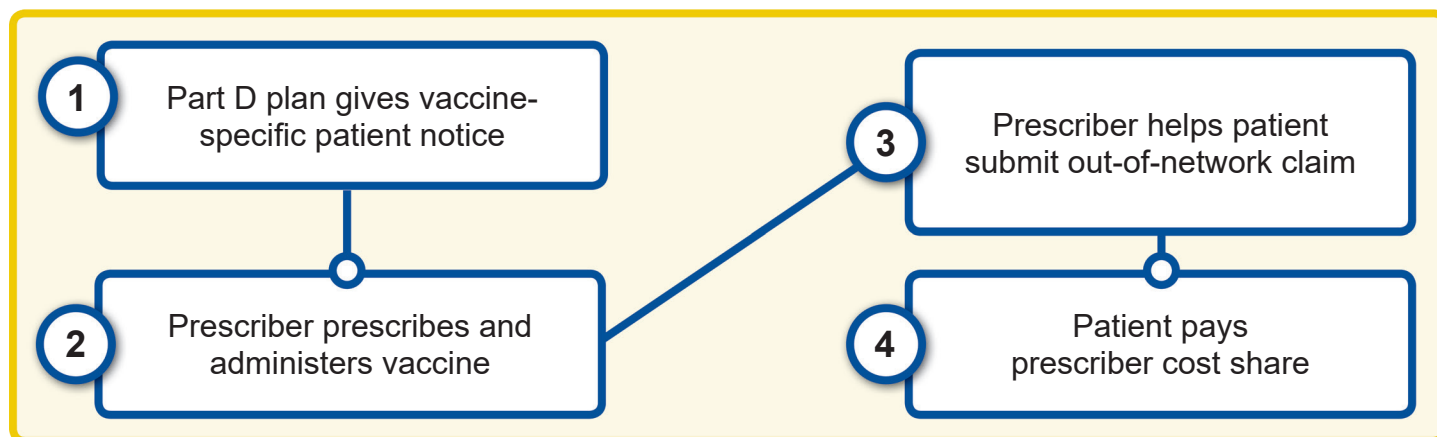 1
Part D plan gives vaccine-
specific patient notice
2
Prescriber prescribes and
administers vaccine
3
Prescriber helps patient
submit out-of-network claim
4
Patient pays
prescriber cost share